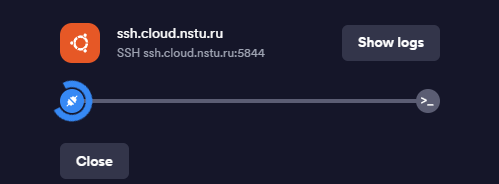 ssh.cloud.nstu.ru
SSH ssh.cloud.nstu.ru:5844
Show logs
>_
Close